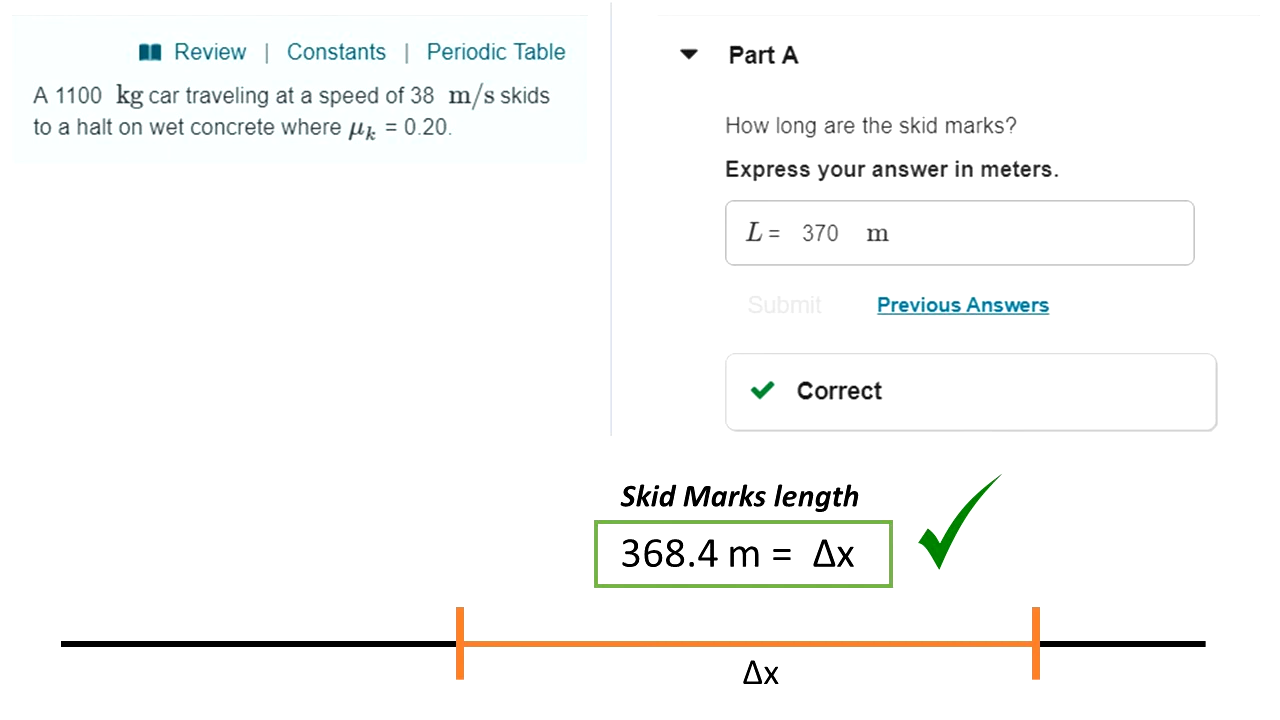 Review | Constants | Periodic Table
A 1100 kg car traveling at a speed of 38 m/s skids
to a halt on wet concrete where μk = 0.20.
Part A
How long are the skid marks?
Express your answer in meters.
L = 370 m
Submit Previous Answers
Correct
Skid Marks length
368.4 m = Δx
Δx